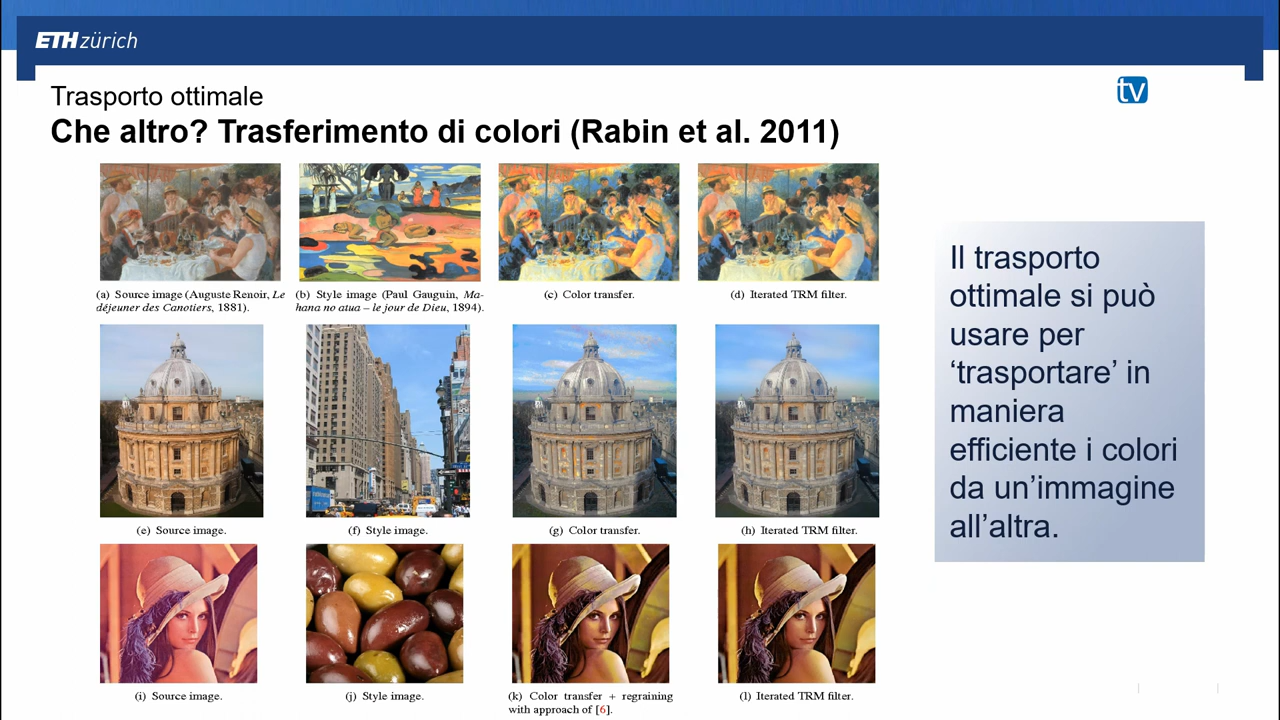 ETH zürich
tv
Trasporto ottimale
Che altro? Trasferimento di colori (Rabin et al. 2011)
(a) Source image (Auguste Renoir, Le
déjeuner des Canotiers, 1881).
(b) Style image (Paul Gauguin, Ma-
hana no atua – le jour de Dieu, 1894).
(c) Color transfer.
(d) Iterated TRM filter.
(e) Source image.
(f) Style image.
(g) Color transfer.
(h) Iterated TRM filter.
(i) Source image.
(j) Style image.
(k) Color transfer + regraining
with approach of [6].
(l) Iterated TRM filter.
Il trasporto
ottimale si può
usare per
‘trasportare’ in
maniera
efficiente i colori
da un’immagine
all’altra.